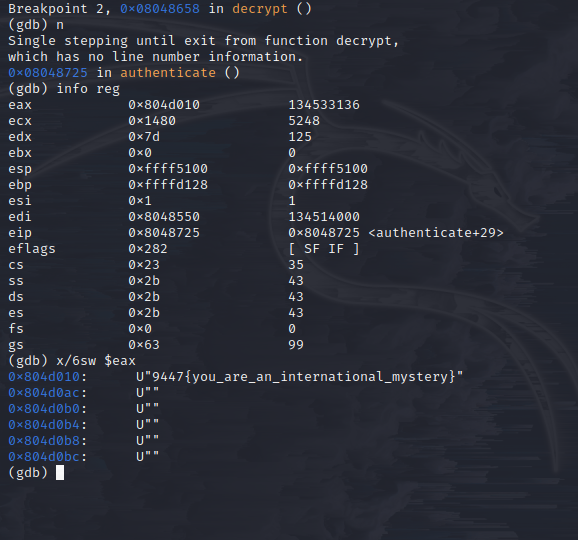 Breakpoint 2, 0×08048658 in decrypt ()
(gdb) n
Single stepping until exit from function decrypt,
which has no line number information.
0×08048725 in authenticate ()
(gdb) info reg
eax 0×804d010 134533136
ecx 0×1480 5248
edx 0×7d 125
ebx 0×0 0
esp 0×ffff5100 0×ffff5100
ebp 0×ffffd128 0×ffffd128
esi 0×1 1
edi 0×8048550 134514000
eip 0×8048725 0×8048725 <authenticate+29>
eflags 0×282 [ SF IF ]
cs 0×23 35
ss 0×2b 43
ds 0×2b 43
es 0×2b 43
fs 0×0 0
gs 0×63 99
(gdb) x/6sw $eax
0×804d010: U"9447{you_are_an_international_mystery}"
0×804d0ac: U""
0×804d0b0: U""
0×804d0b4: U""
0×804d0b8: U""
0×804d0bc: U""
(gdb)